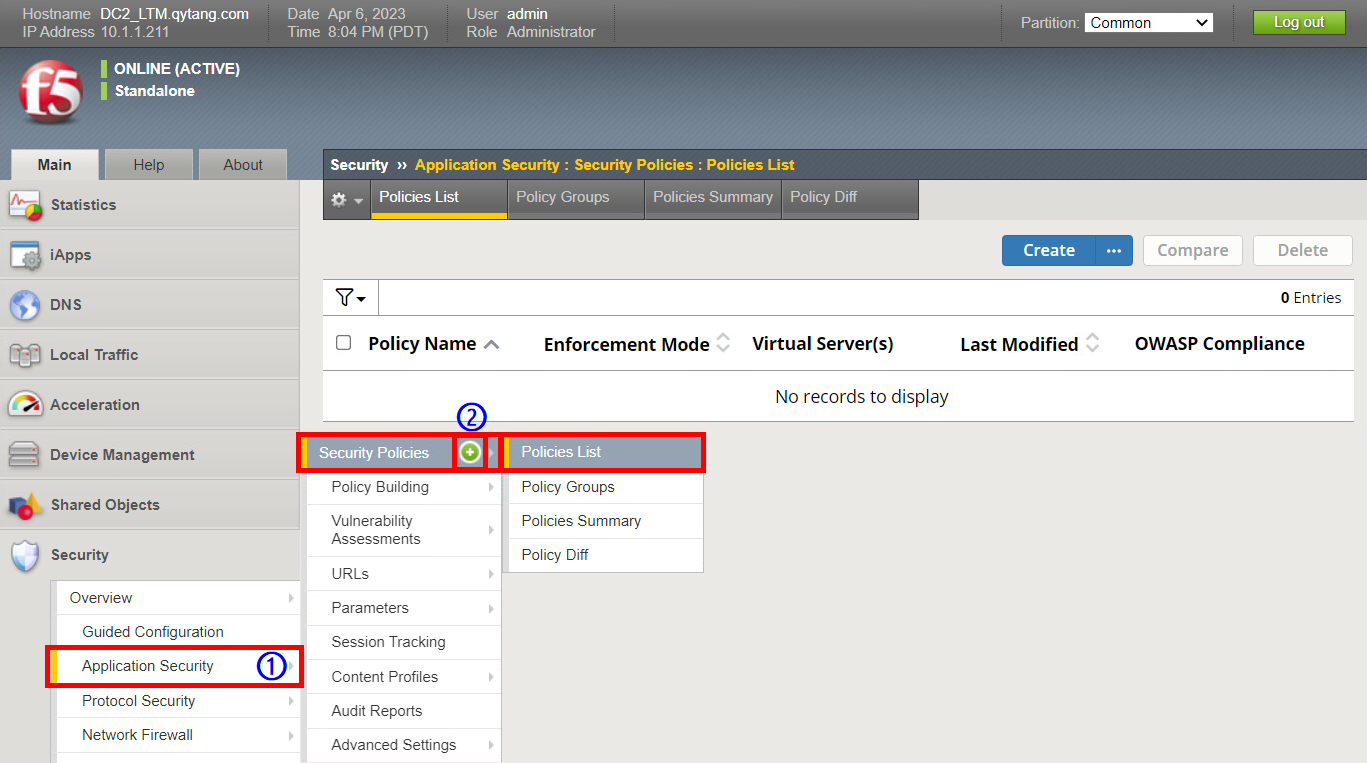 Hostname DC2_LTM.qytang.com Date Apr 6, 2023 User admin
IP Address 10.1.1.211 Time 8:04 PM (PDT) Role Administrator
Partition: Common Log out
f5
ONLINE (ACTIVE)
Standalone
Main Help About
Security ›› Application Security : Security Policies : Policies List
Policies List Policy Groups Policies Summary Policy Diff
Statistics
iApps
DNS
Local Traffic
Acceleration
Device Management
Shared Objects
Security
Overview
Guided Configuration
Application Security ①
Protocol Security
Network Firewall
Create ... Compare Delete
0 Entries
Policy Name Enforcement Mode Virtual Server(s) Last Modified OWASP Compliance
No records to display
②
Security Policies
Policy Building
Vulnerability
Assessments
URLs
Parameters
Session Tracking
Content Profiles
Audit Reports
Advanced Settings
Policies List
Policy Groups
Policies Summary
Policy Diff